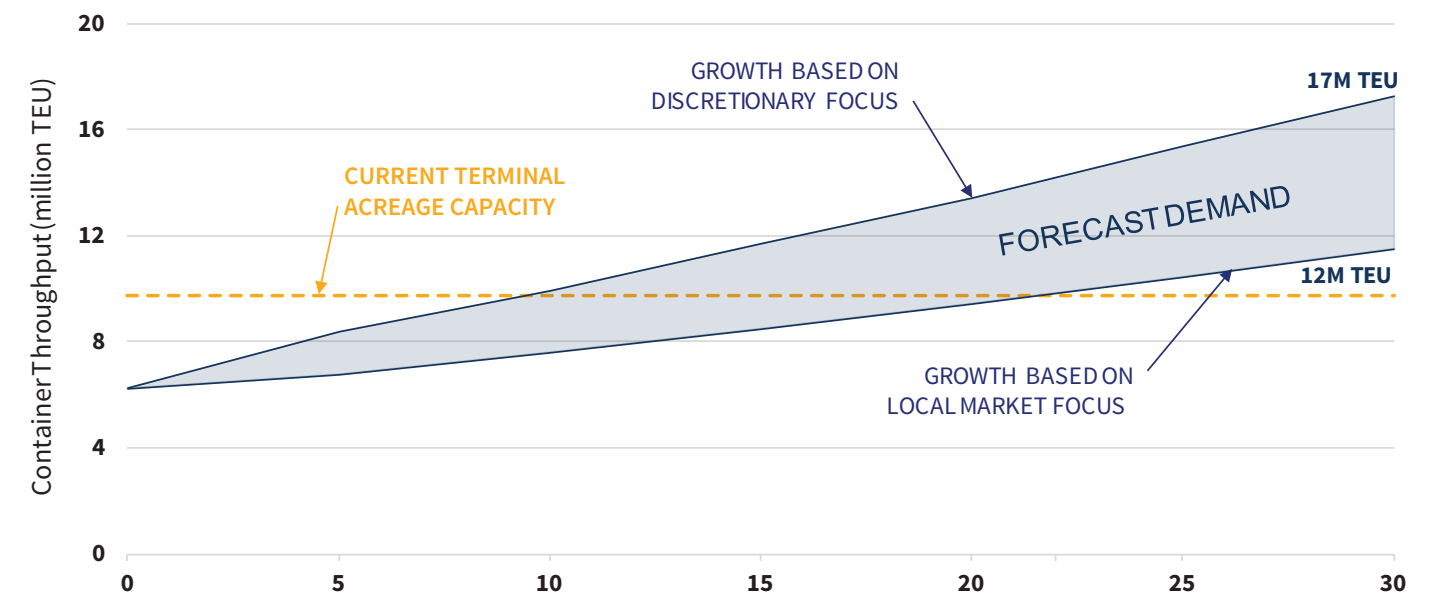 20
16
12
8
4
0
Container Throughput (million TEU)
GROWTH BASED ON
DISCRETIONARY FOCUS
17M TEU
CURRENT TERMINAL
ACREAGE CAPACITY
FORECAST DEMAND
12M TEU
GROWTH BASED ON
LOCAL MARKET FOCUS
0 5 10 15 20 25 30